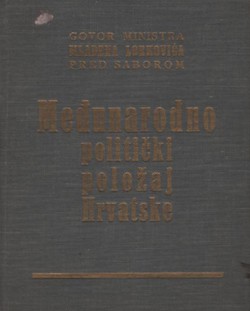 GOVOR MINISTRA
MLADENA LORKOVIĆA
PRED SABOROM
Međunarodno
politički
položaj
Hrvatske